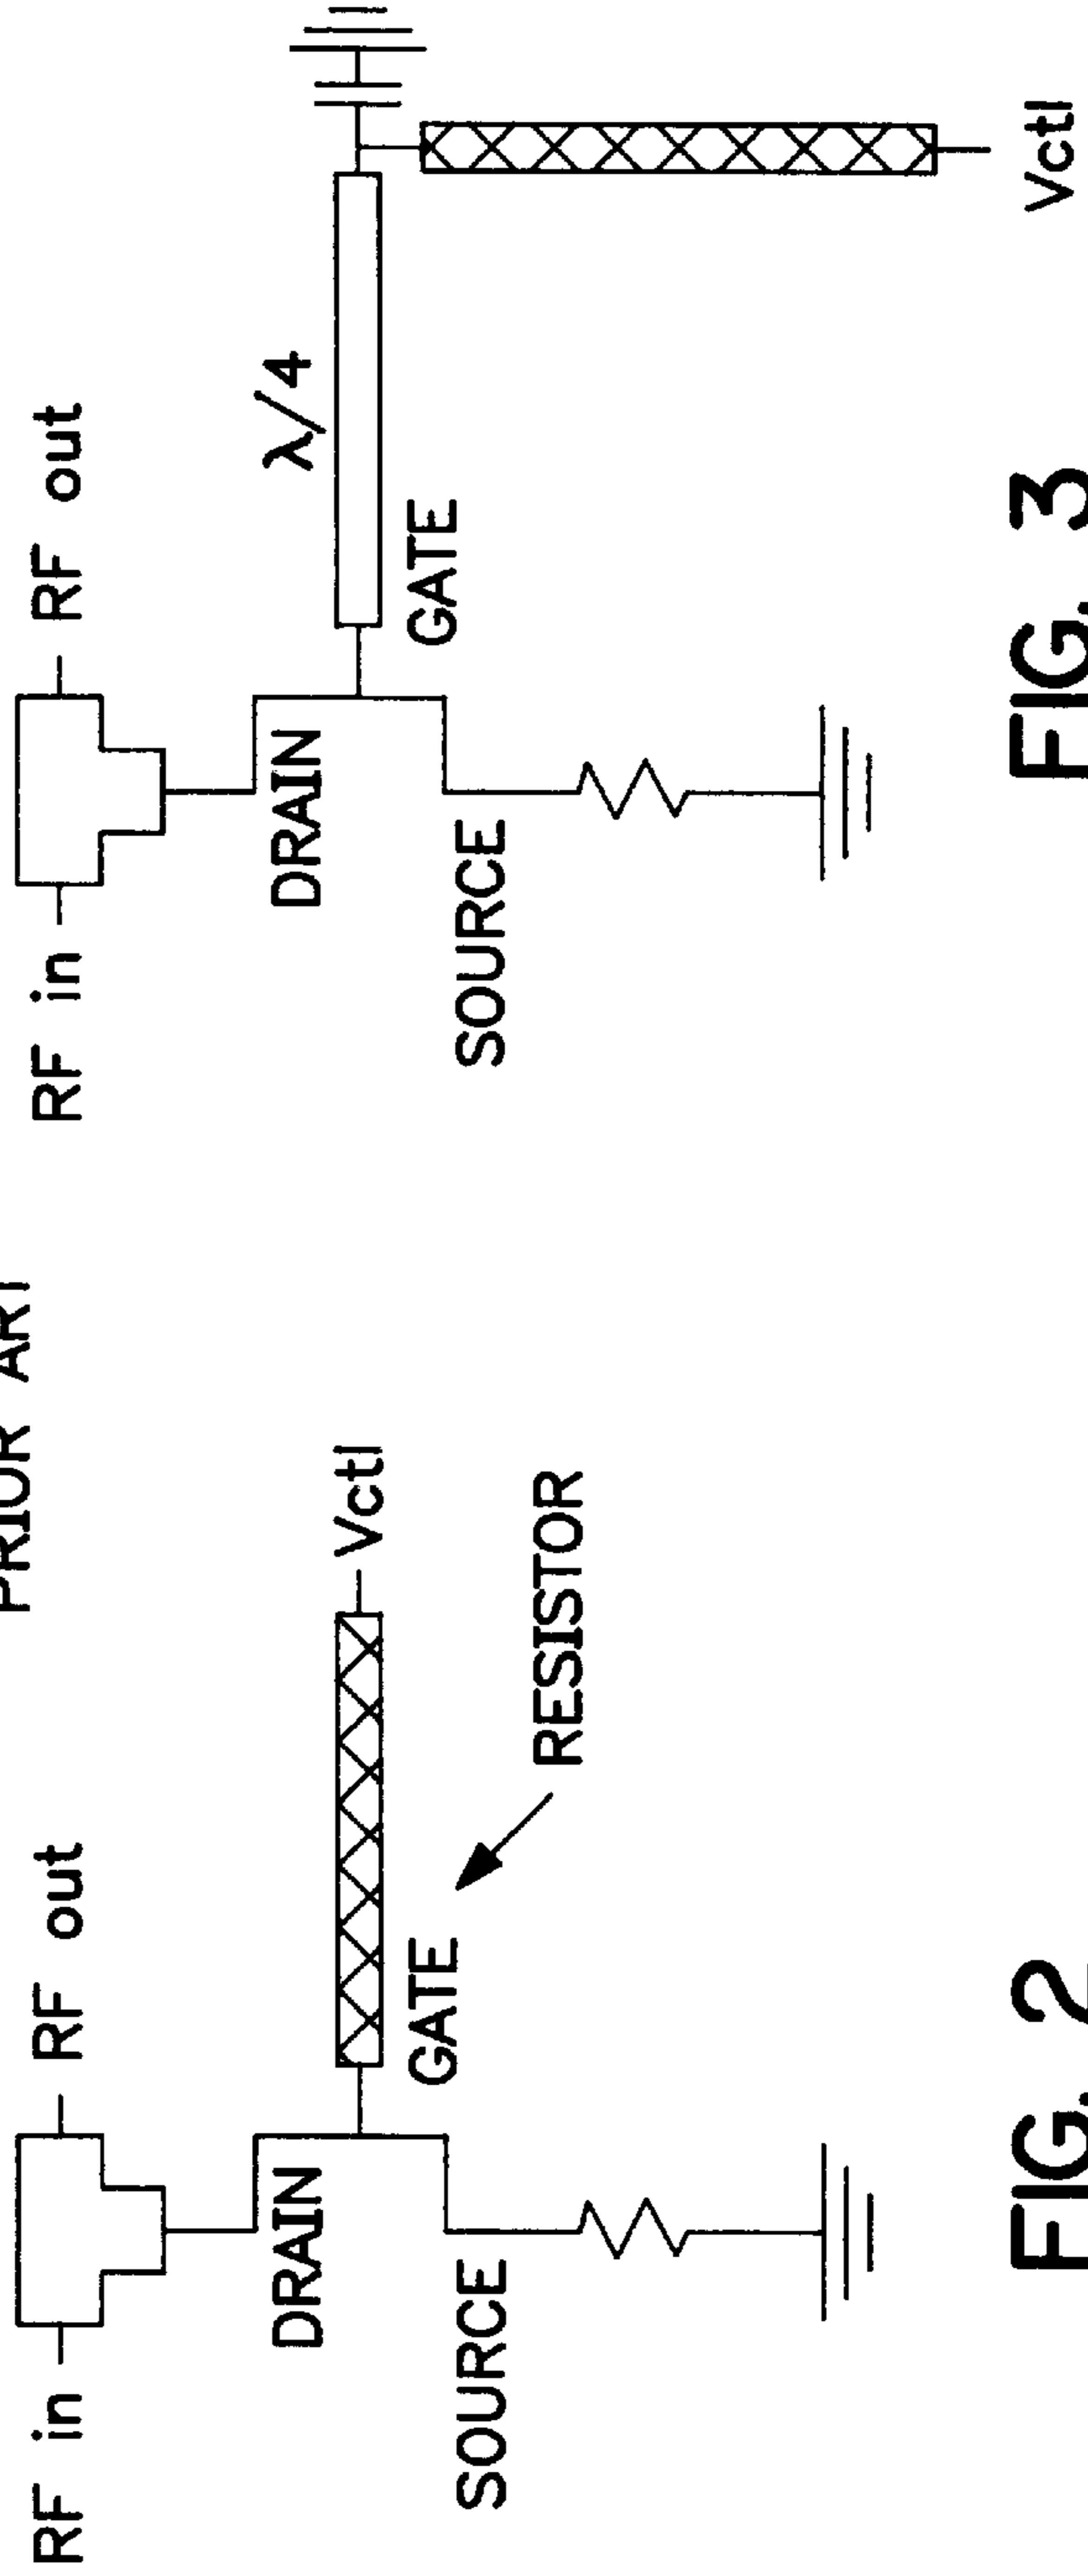 PRIOR ART
RF in
RF out
DRAIN
GATE
SOURCE
Vctl
RESISTOR
FIG. 2
RF in
RF out
DRAIN
λ/4
GATE
SOURCE
Vctl
FIG. 3